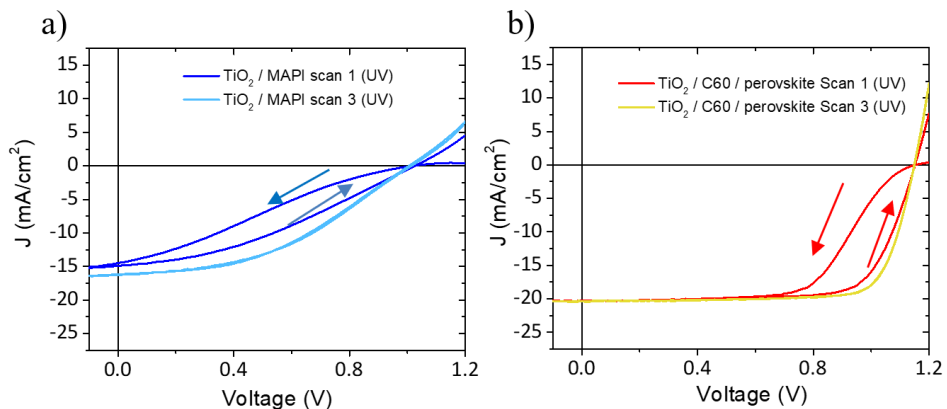 a)
15
10
5
0
-5
-10
-15
-20
-25
J (mA/cm²)
TiO₂ / MAPI scan 1 (UV)
TiO₂ / MAPI scan 3 (UV)
0.0 0.4 0.8 1.2
Voltage (V)
b)
15
10
5
0
-5
-10
-15
-20
-25
J (mA/cm²)
TiO₂ / C60 / perovskite Scan 1 (UV)
TiO₂ / C60 / perovskite Scan 3 (UV)
0.0 0.4 0.8 1.2
Voltage (V)